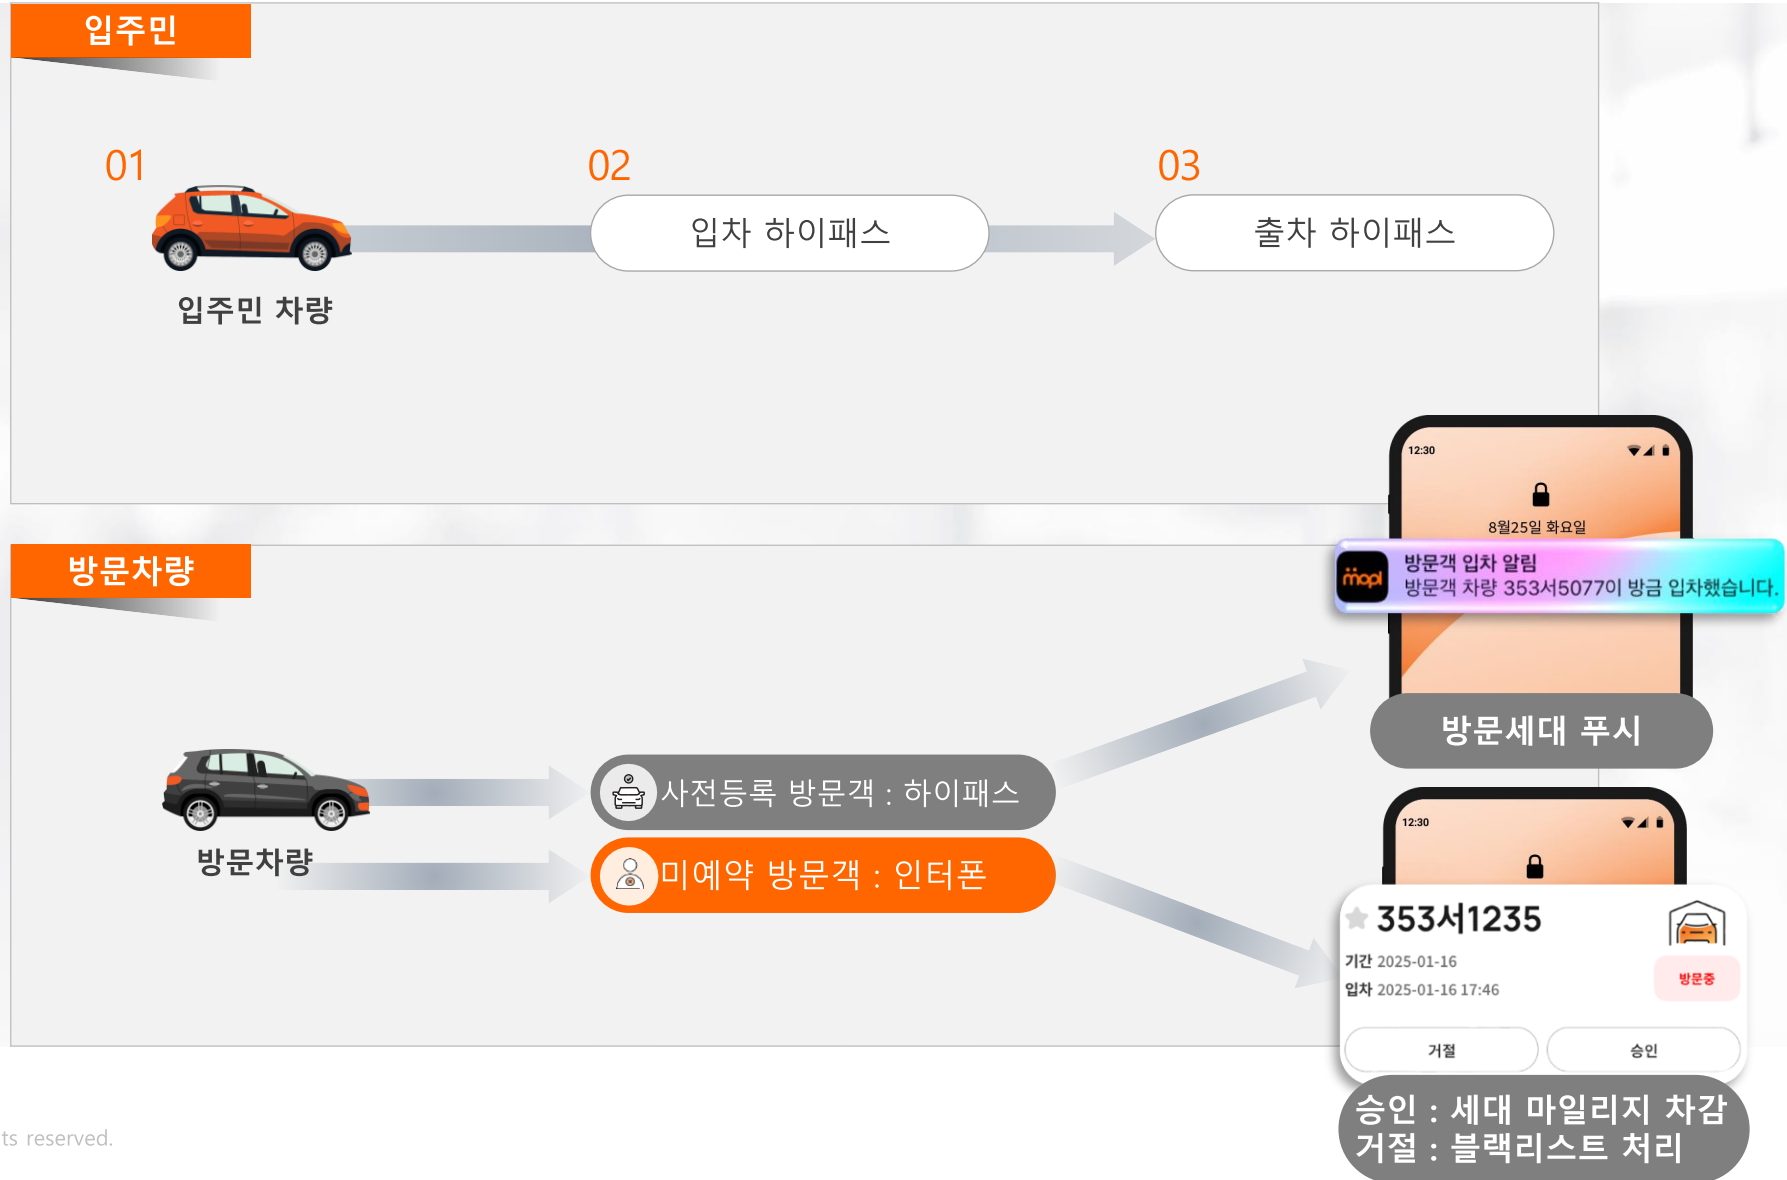 입주민
01
02
03
입차 하이패스
출차 하이패스
입주민 차량
12:30
8월25일 화요일
방문차량
mapl
방문객 입차 알림
방문객 차량 353서5077이 방금 입차했습니다.
방문세대 푸시
사전등록 방문객 : 하이패스
방문차량
미예약 방문객 : 인터폰
12:30
353서1235
기간 2025-01-16
입차 2025-01-16 17:46
방문중
거절
승인
승인 : 세대 마일리지 차감
거절 : 블랙리스트 처리
ts reserved.